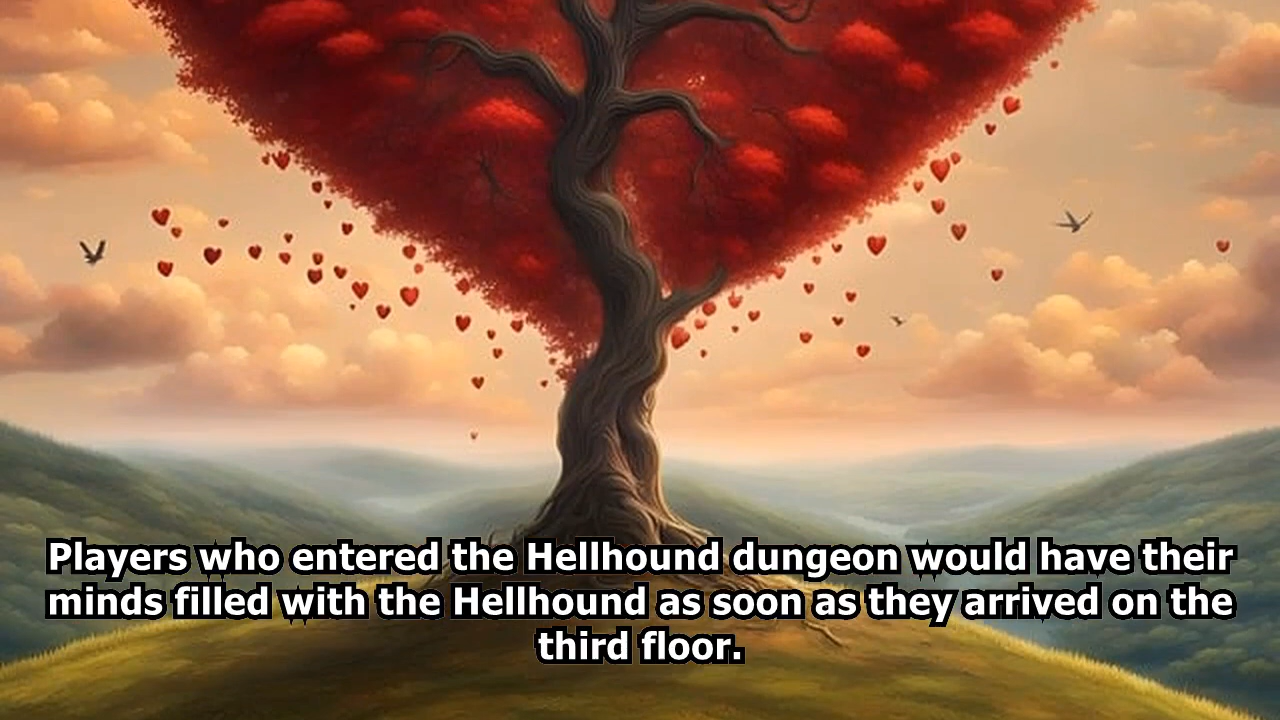 Players who entered the Hellhound dungeon would have their
minds filled with the Hellhound as soon as they arrived on the
third floor.